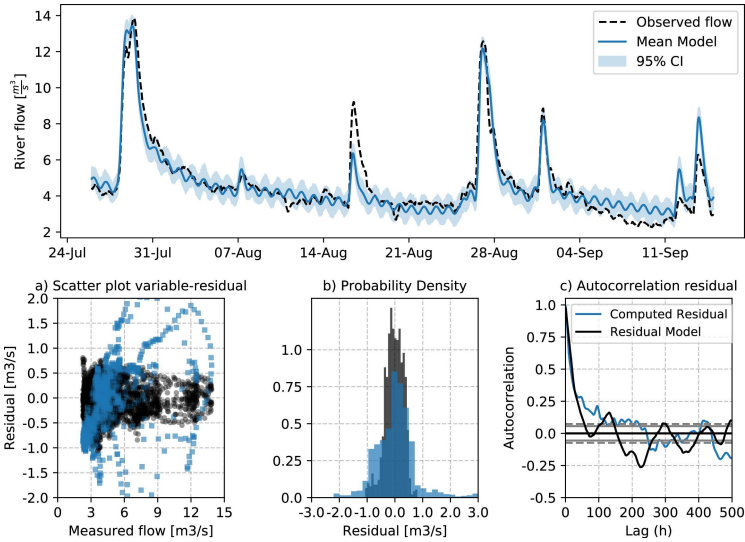 Observed flow
Mean Model
95% CI
River flow [m³/s]
14
12
10
8
6
4
2
24-Jul
31-Jul
07-Aug
14-Aug
21-Aug
28-Aug
04-Sep
11-Sep
a) Scatter plot variable-residual
Residual [m3/s]
2.0
1.5
1.0
0.5
0.0
-0.5
-1.0
-1.5
-2.0
0
3
6
9
12
15
Measured flow [m3/s]
b) Probability Density
1.0
0.75
0.5
0.25
0.0
-3.0
-2.0
-1.0
0.0
1.0
2.0
3.0
Residual [m3/s]
c) Autocorrelation residual
Computed Residual
Residual Model
Autocorrelation
1.0
0.75
0.50
0.25
0.0
-0.25
-0.5
0
100
200
300
400
500
Lag (h)